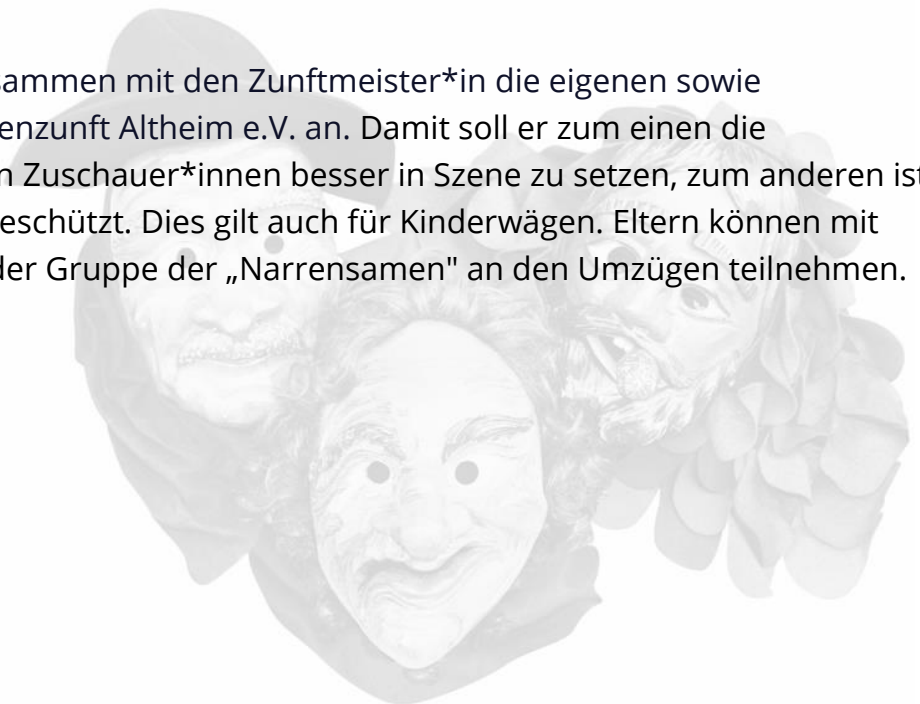 sammen mit den Zunftmeister*in die eigenen sowie
enzunft Altheim e.V. an. Damit soll er zum einen die
n Zuschauer*innen besser in Szene zu setzen, zum anderen ist
eschützt. Dies gilt auch für Kinderwägen. Eltern können mit
der Gruppe der „Narrensamen" an den Umzügen teilnehmen.